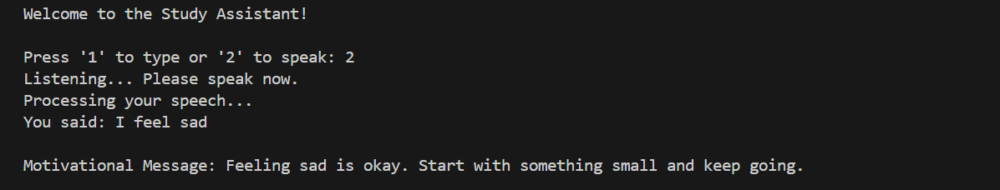 Welcome to the Study Assistant!
Press '1' to type or '2' to speak: 2
Listening... Please speak now.
Processing your speech...
You said: I feel sad
Motivational Message: Feeling sad is okay. Start with something small and keep going.